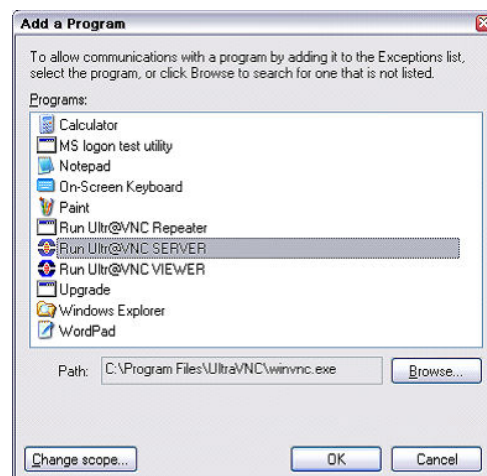 Add a Program
To allow communications with a program by adding it to the Exceptions list,
select the program, or click Browse to search for one that is not listed.
Programs:
Calculator
MS logon test utility
Notepad
On-Screen Keyboard
Paint
Run Ultr@VNC Repeater
Run Ultr@VNC SERVER
Run Ultr@VNC VIEWER
Upgrade
Windows Explorer
WordPad
Path: C:\Program Files\UltraVNC\winvnc.exe Browse...
Change scope... OK Cancel